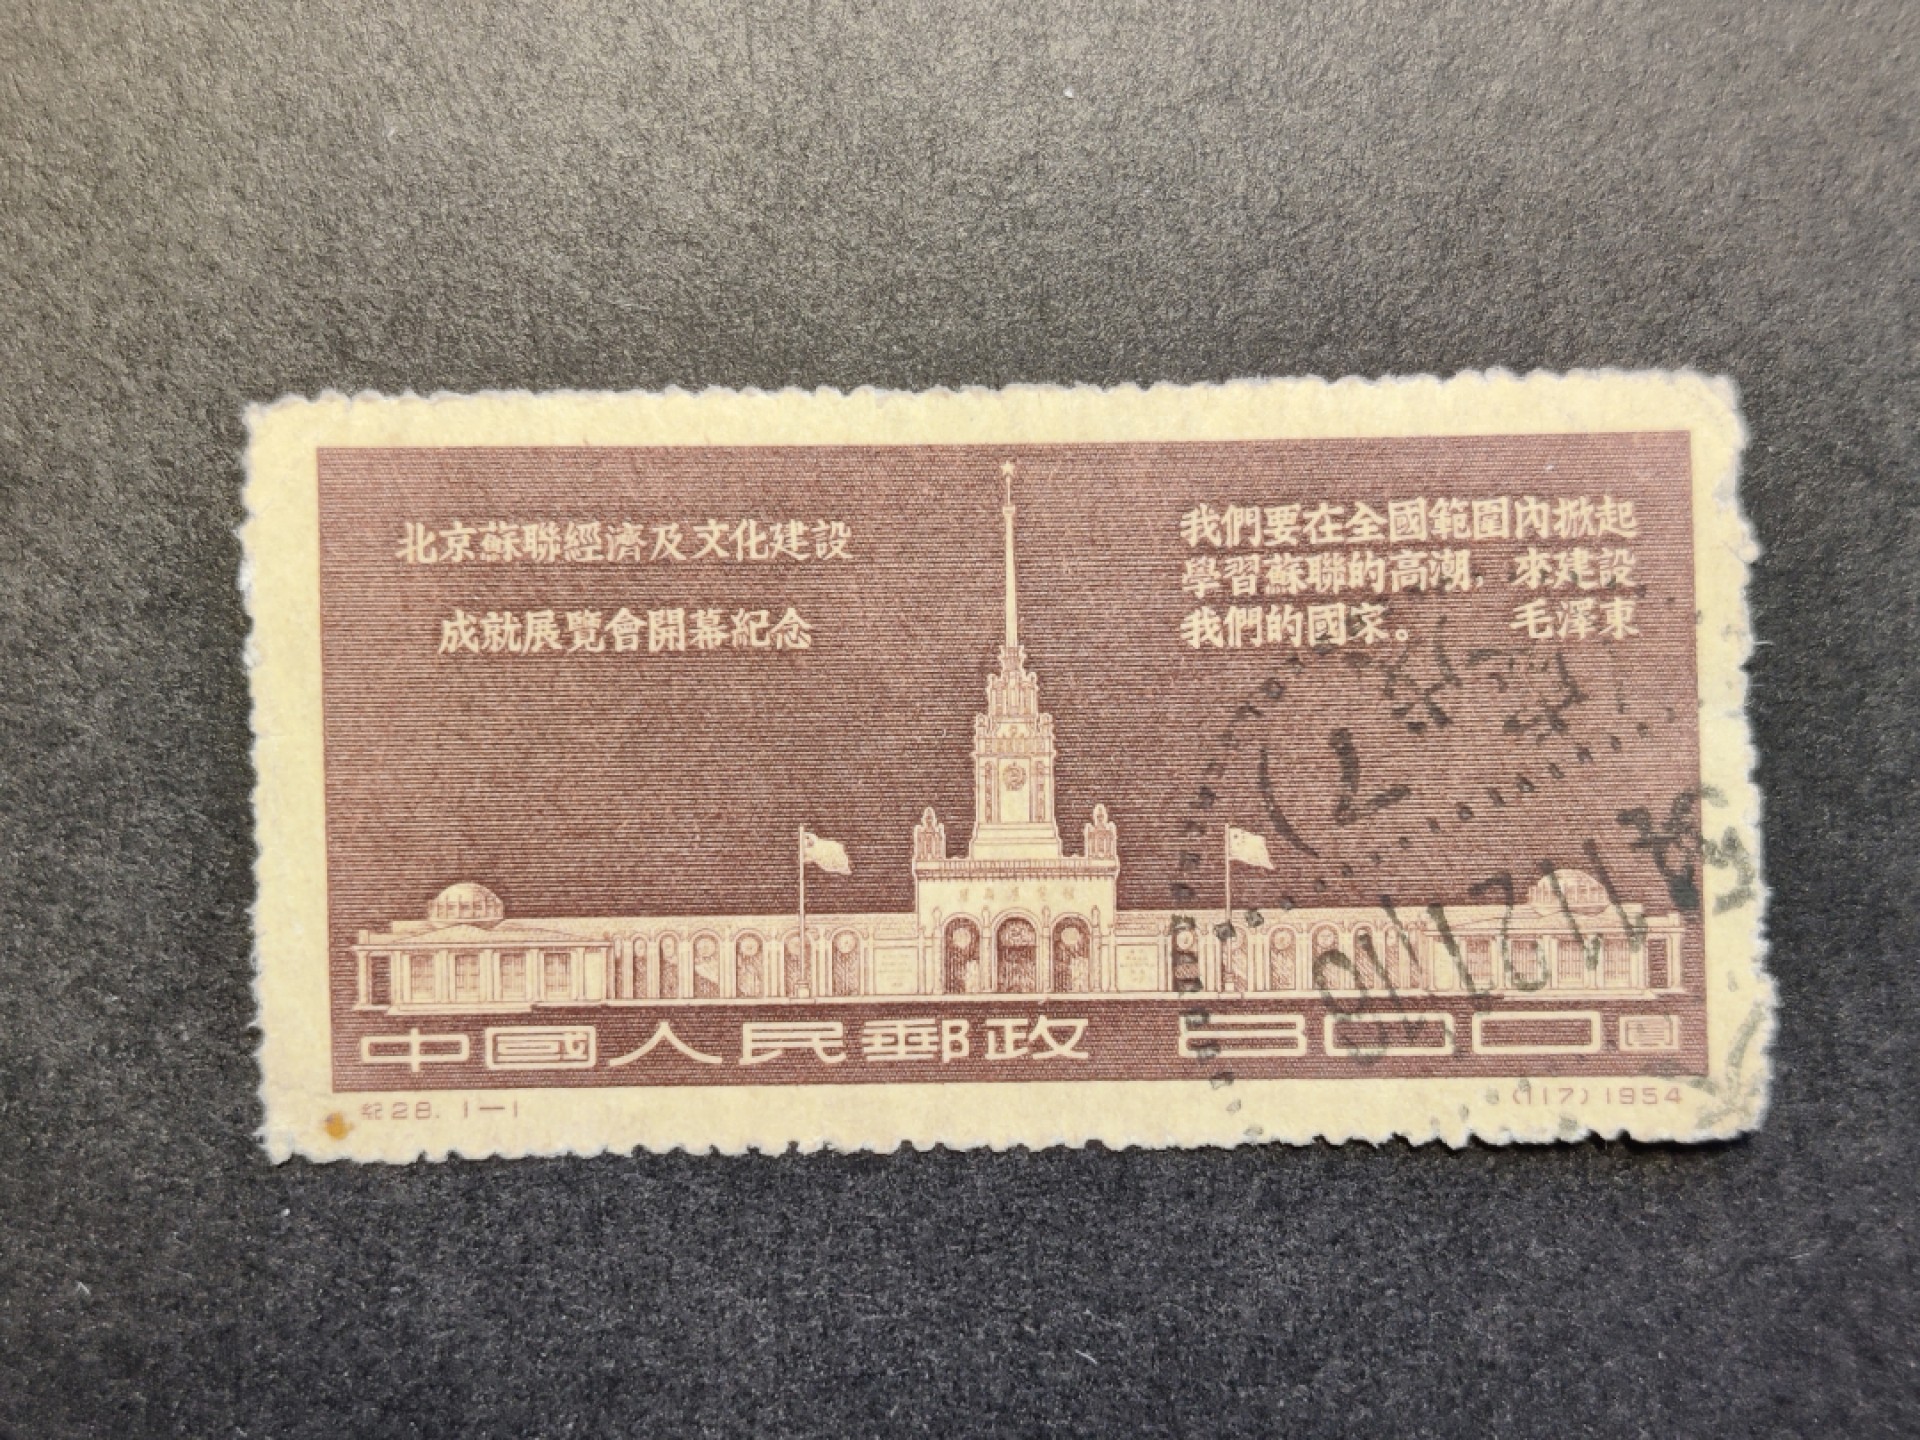 北京蘇聯經濟及文化建設
成就展覽會開幕紀念
我們要在全國範圍內掀起
學習蘇聯的高潮，來建設
我們的國家。 毛澤東
中國人民郵政 800圓
紀28. 1—1
(117) 1954